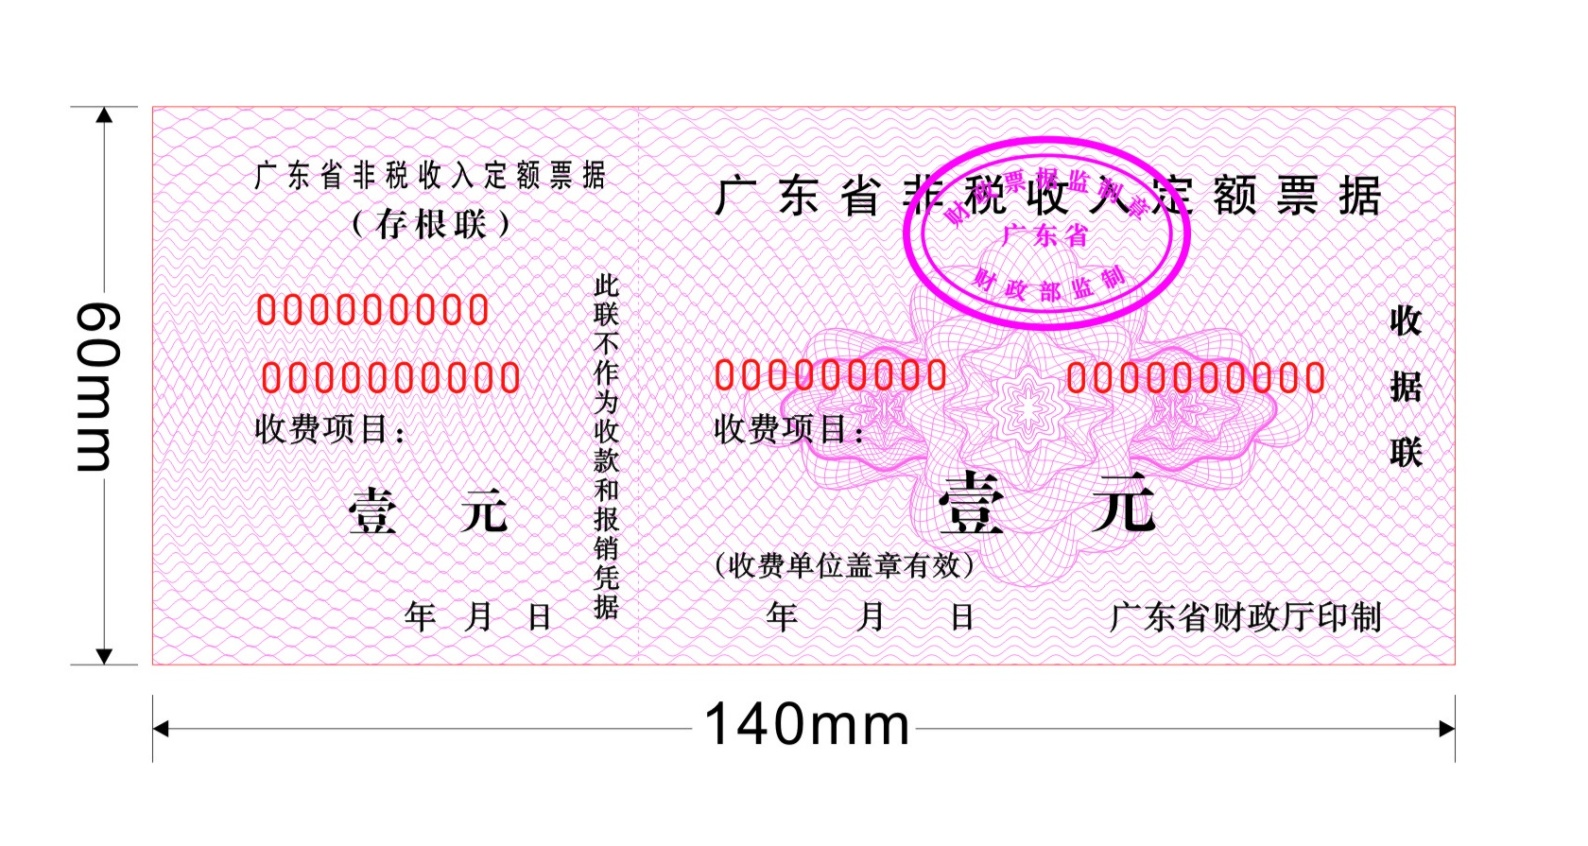 广东省非税收入定额票据
（存根联）
000000000
0000000000
收费项目：
壹 元
年 月 日
此联不作为收款和报销凭据
广东省非税收入定额票据
财政票据监制章
广东省
财政部监制
000000000
0000000000
收费项目：
壹 元
（收费单位盖章有效）
年 月 日
广东省财政厅印制
收据联
60mm
140mm